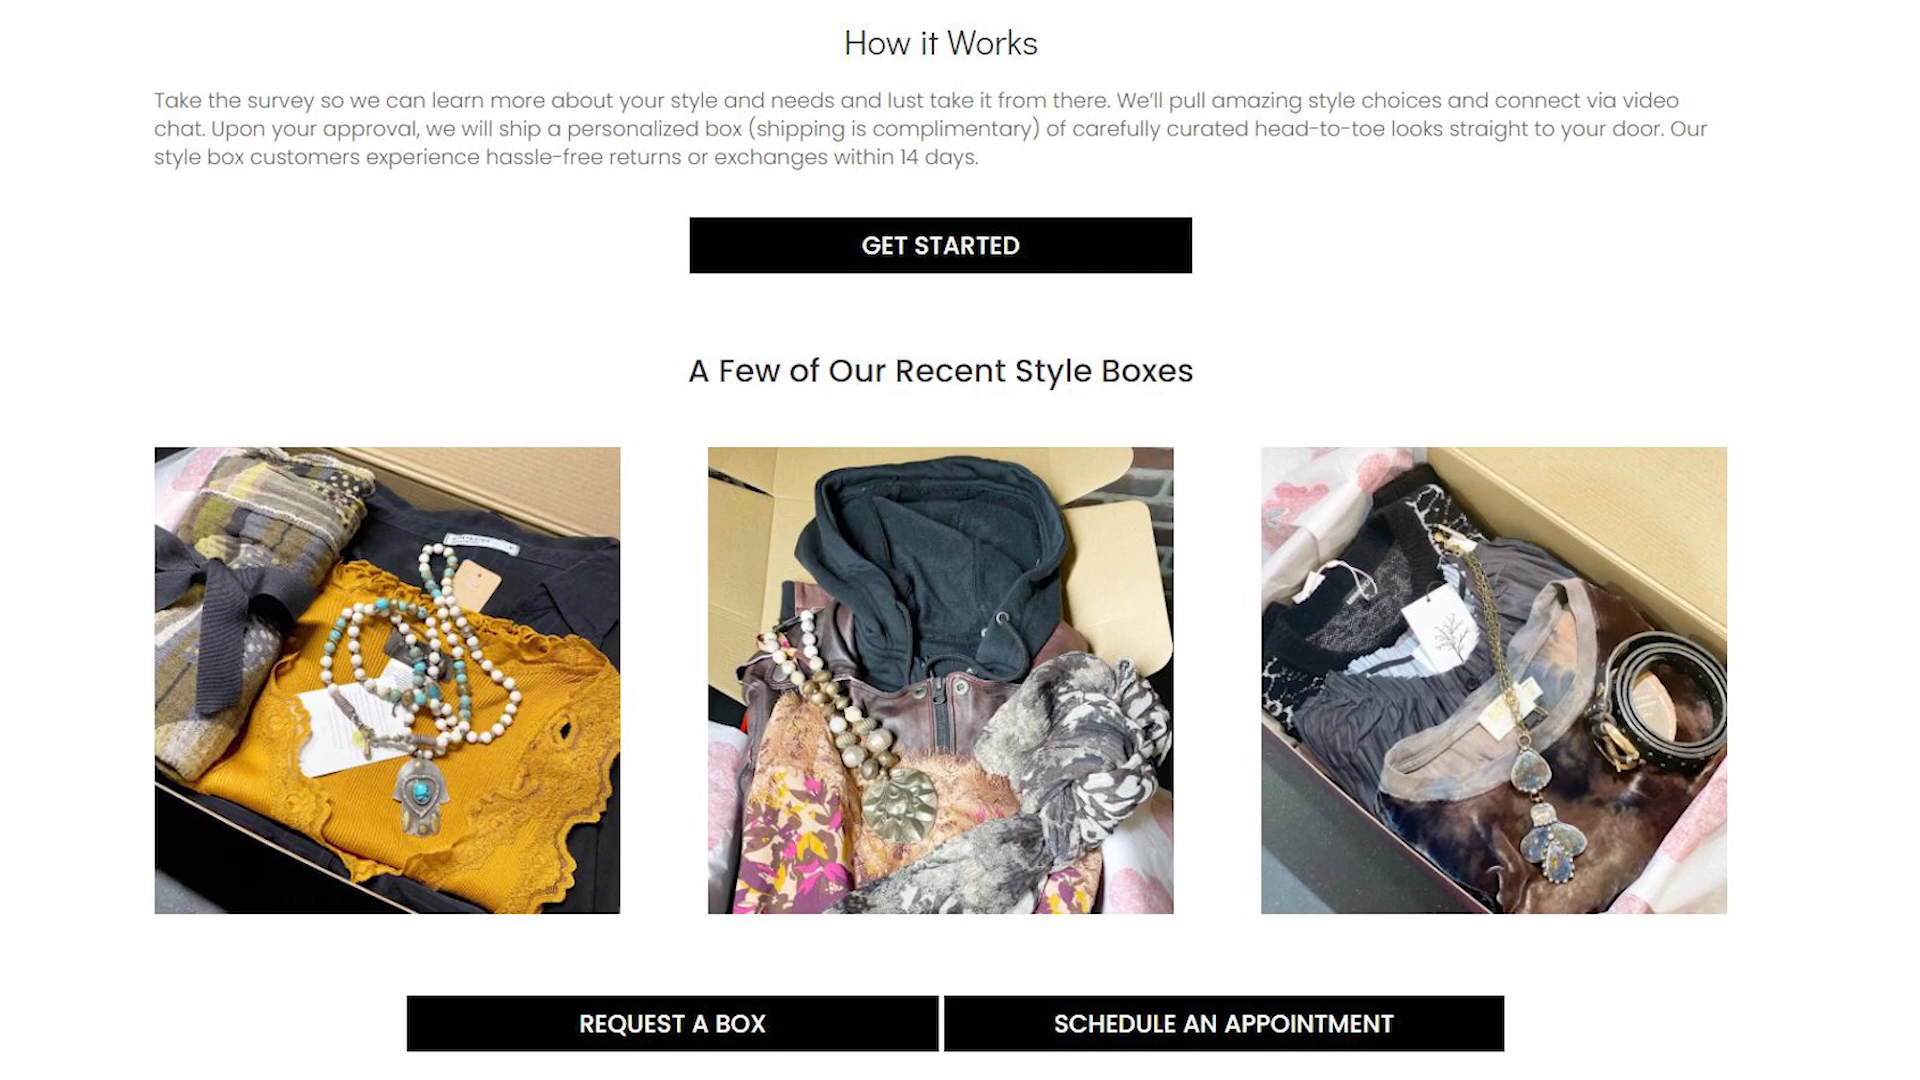 How it Works
Take the survey so we can learn more about your style and needs and lust take it from there. We'll pull amazing style choices and connect via video
chat. Upon your approval, we will ship a personalized box (shipping is complimentary) of carefully curated head-to-toe looks straight to your door. Our
style box customers experience hassle-free returns or exchanges within 14 days.
GET STARTED
A Few of Our Recent Style Boxes
REQUEST A BOX
SCHEDULE AN APPOINTMENT